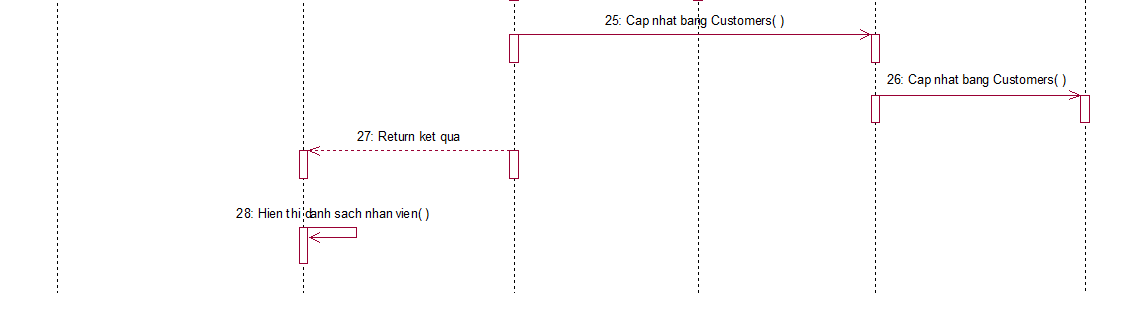 25: Cap nhat bang Customers( )
26: Cap nhat bang Customers( )
27: Return ket qua
28: Hien thi danh sach nhan vien( )